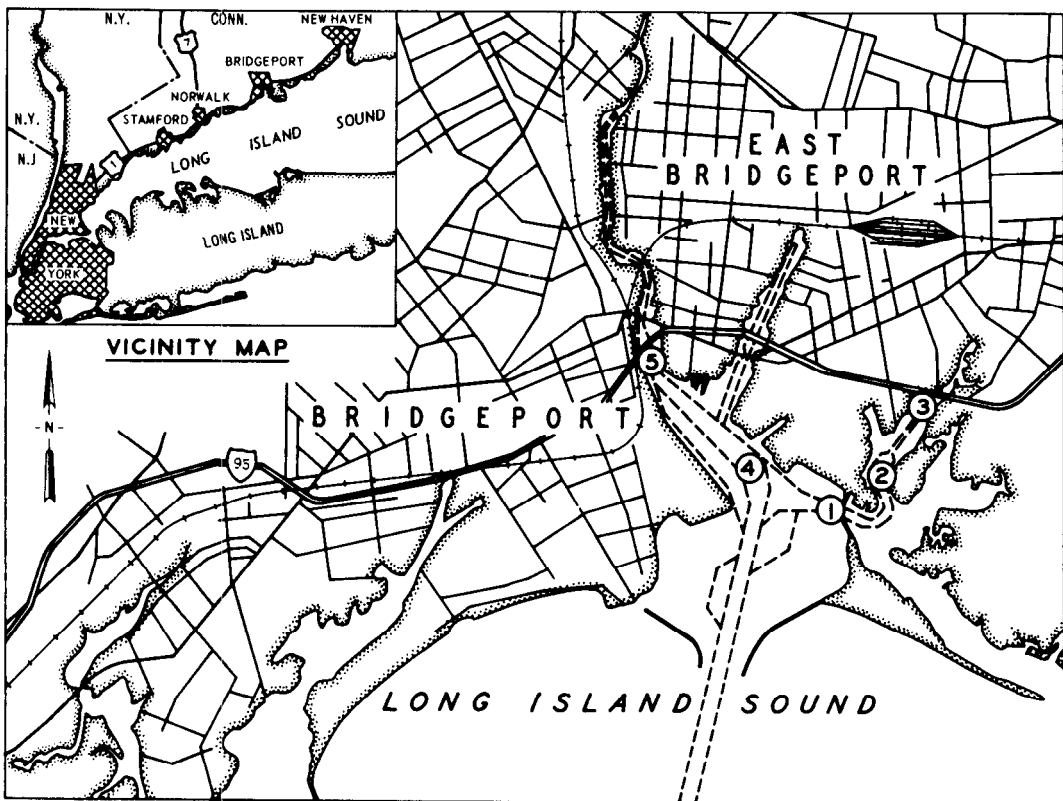 N.Y.
CONN.
NEW HAVEN
7
BRIDGEPORT
NORWALK
STAMFORD
N.Y.
N.J
1
LONG ISLAND SOUND
NEW
YORK
LONG ISLAND
VICINITY MAP
-N-
EAST
BRIDGEPORT
BRIDGEPORT
95
5
3
4
2
1
LONG ISLAND SOUND